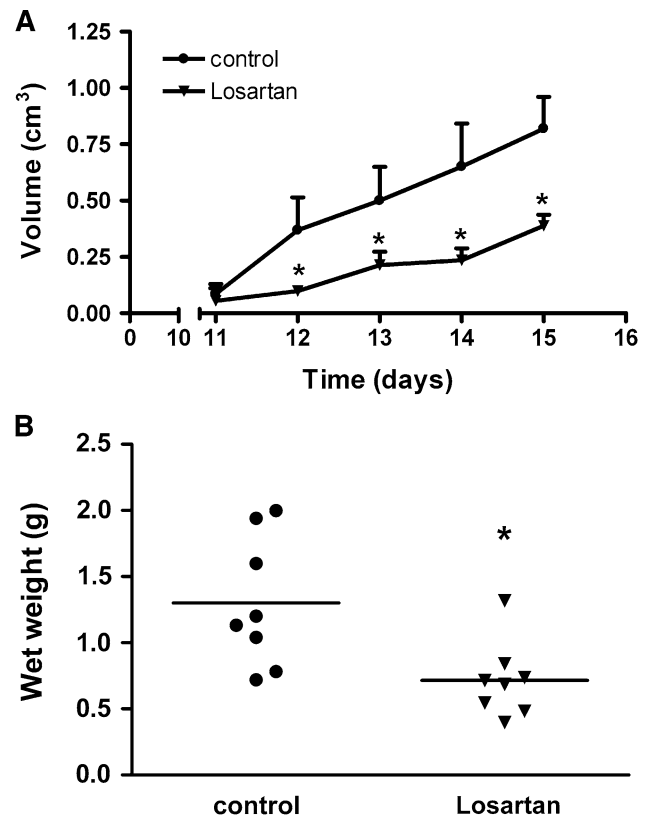 A
1.25
control
1.00
Losartan
0.75
0.50
0.25
0.00
Volume (cm³)
* * * *
0 10 11 12 13 14 15 16
Time (days)
B
2.5
2.0
1.5
1.0
0.5
0.0
Wet weight (g)
*
control Losartan